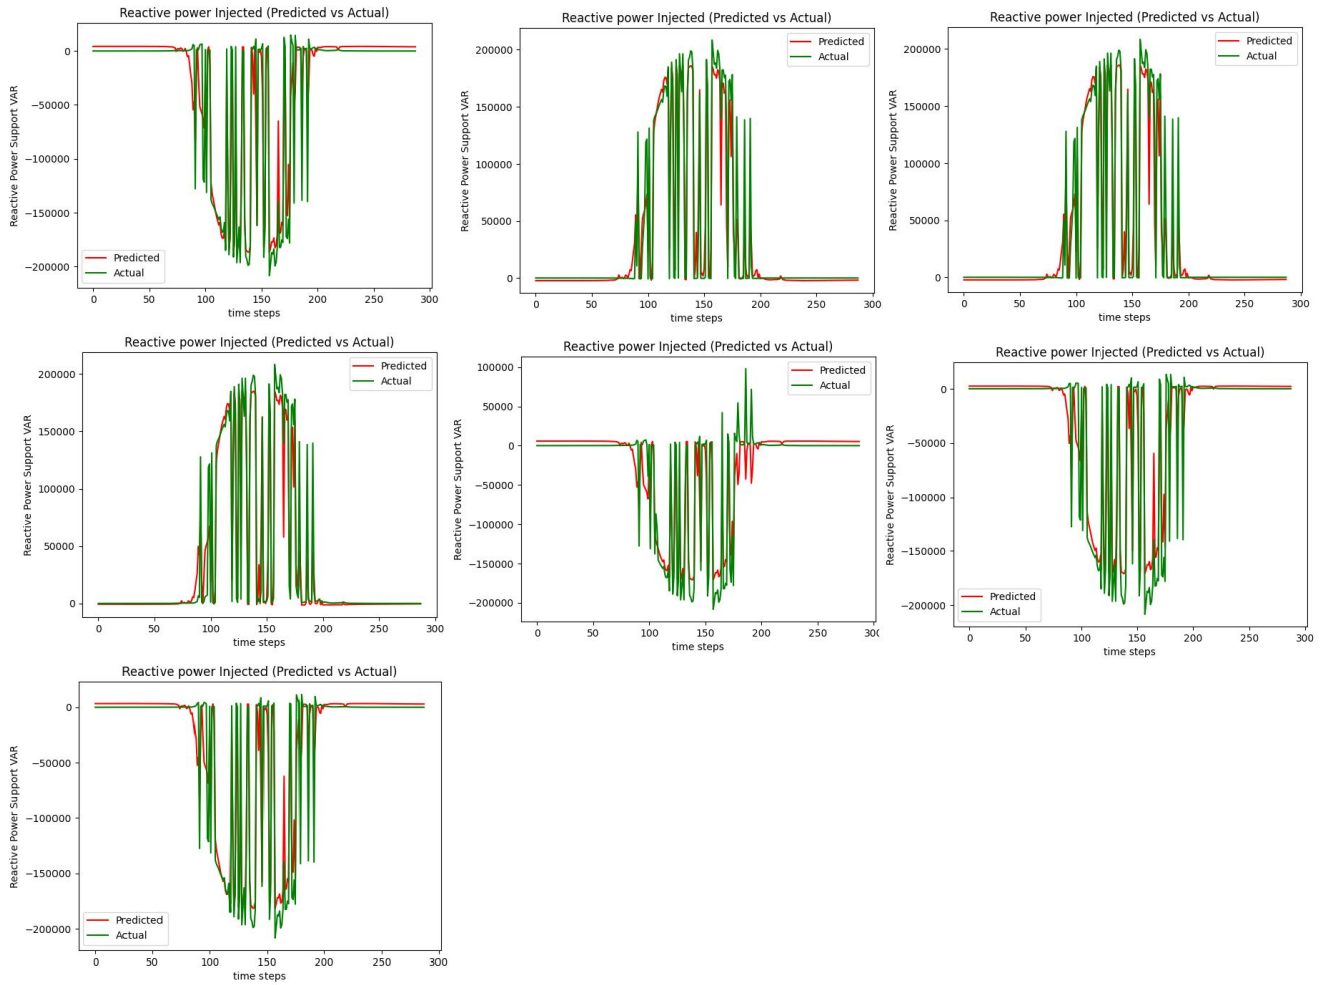 Reactive power Injected (Predicted vs Actual)
Reactive Power Support VAR
0
−50000
−100000
−150000
−200000
Predicted
Actual
0 50 100 150 200 250 300
time steps
Reactive power Injected (Predicted vs Actual)
Reactive Power Support VAR
200000
150000
100000
50000
0
Predicted
Actual
0 50 100 150 200 250 300
time steps
Reactive power Injected (Predicted vs Actual)
Reactive Power Support VAR
200000
150000
100000
50000
0
Predicted
Actual
0 50 100 150 200 250 300
time steps
Reactive power Injected (Predicted vs Actual)
Reactive Power Support VAR
200000
150000
100000
50000
0
Predicted
Actual
0 50 100 150 200 250 300
time steps
Reactive power Injected (Predicted vs Actual)
Reactive Power Support VAR
100000
50000
0
−50000
−100000
−150000
−200000
Predicted
Actual
0 50 100 150 200 250
time steps
Reactive power Injected (Predicted vs Actual)
Reactive Power Support VAR
0
−50000
−100000
−150000
−200000
Predicted
Actual
0 50 100 150 200 250 300
time steps
Reactive power Injected (Predicted vs Actual)
Reactive Power Support VAR
0
−50000
−100000
−150000
−200000
Predicted
Actual
0 50 100 150 200 250 300
time steps